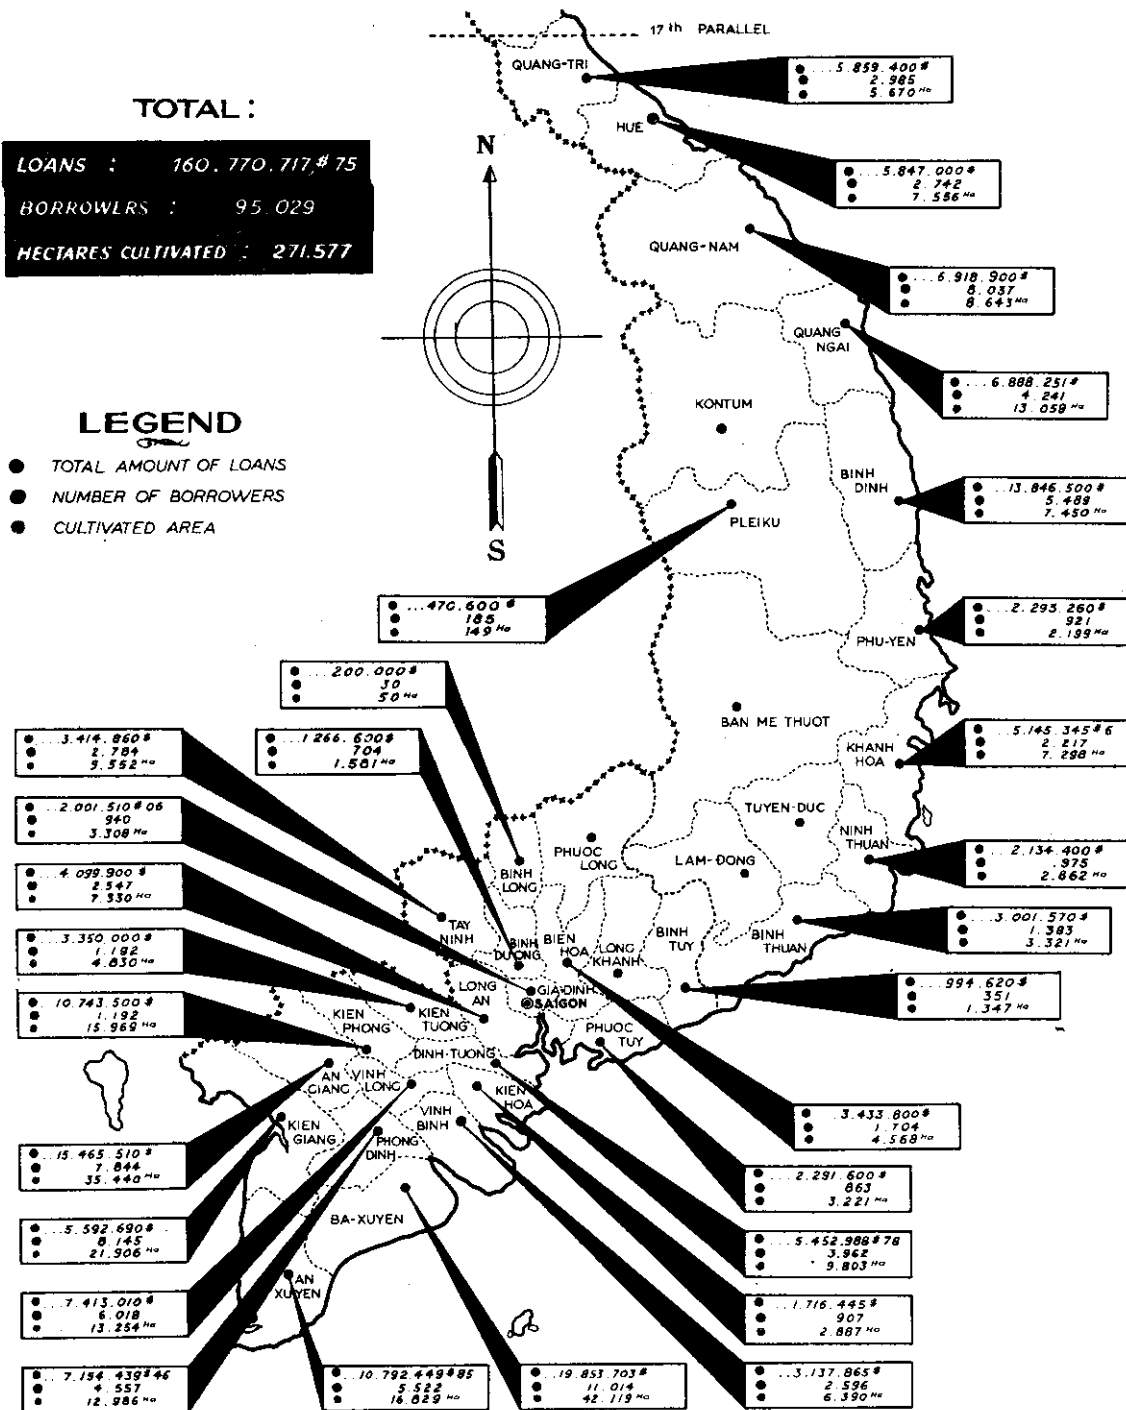 17th PARALLEL
TOTAL :
LOANS : 160.770.717,# 75
BORROWERS : 95.029
HECTARES CULTIVATED : 271.577
N
S
LEGEND
TOTAL AMOUNT OF LOANS
NUMBER OF BORROWERS
CULTIVATED AREA
QUANG-TRI
...5.859.400#
2.985
5.670 Ha
HUE
...5.847.000#
2.742
7.556 Ha
QUANG-NAM
...6.918.900#
8.037
8.643 Ha
QUANG
NGAI
...6.888.251#
4.241
13.059 Ha
KONTUM
BINH
DINH
...13.846.500#
5.489
7.450 Ha
PLEIKU
...470.600#
185
149 Ha
PHU-YEN
...2.293.260#
921
2.199 Ha
BAN ME THUOT
KHANH
HOA
...5.145.345#6
2.217
7.298 Ha
TUYEN-DUC
NINH
THUAN
...2.134.400#
975
2.862 Ha
LAM-DONG
BINH
THUAN
...3.001.570#
1.383
3.321 Ha
BINH
TUY
...994.620#
351
1.347 Ha
PHUOC
LONG
BINH
LONG
...200.000#
30
50 Ha
BINH
DUONG
...1.266.600#
704
1.581 Ha
TAY
NINH
...3.414.860#
2.784
9.552 Ha
...2.001.510#06
940
3.308 Ha
...4.099.900#
2.547
7.330 Ha
...3.350.000#
1.182
4.830 Ha
...10.743.500#
1.192
15.969 Ha
BIEN
HOA
LONG
KHANH
GIA-DINH
SAIGON
LONG
AN
KIEN
TUONG
KIEN
PHONG
PHUOC
TUY
DINH-TUONG
AN
GIANG
VINH
LONG
KIEN
HOA
VINH
BINH
KIEN
GIANG
PHONG
DINH
BA-XUYEN
AN
XUYEN
...3.433.800#
1.704
4.568 Ha
...2.291.600#
863
3.221 Ha
...5.452.988#78
3.962
9.803 Ha
...1.716.445#
907
2.887 Ha
...3.137.865#
2.596
6.390 Ha
...15.465.510#
7.844
35.440 Ha
...5.592.690#
8.145
21.906 Ha
...7.413.010#
6.018
13.254 Ha
...7.154.439#46
4.557
12.986 Ha
...10.792.449#85
5.522
16.829 Ha
...19.853.703#
11.014
42.119 Ha